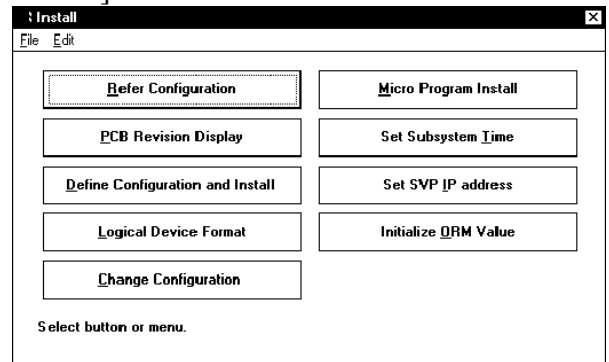 Install
File Edit
Refer Configuration
Micro Program Install
PCB Revision Display
Set Subsystem Time
Define Configuration and Install
Set SVP IP address
Logical Device Format
Initialize ORM Value
Change Configuration
Select button or menu.